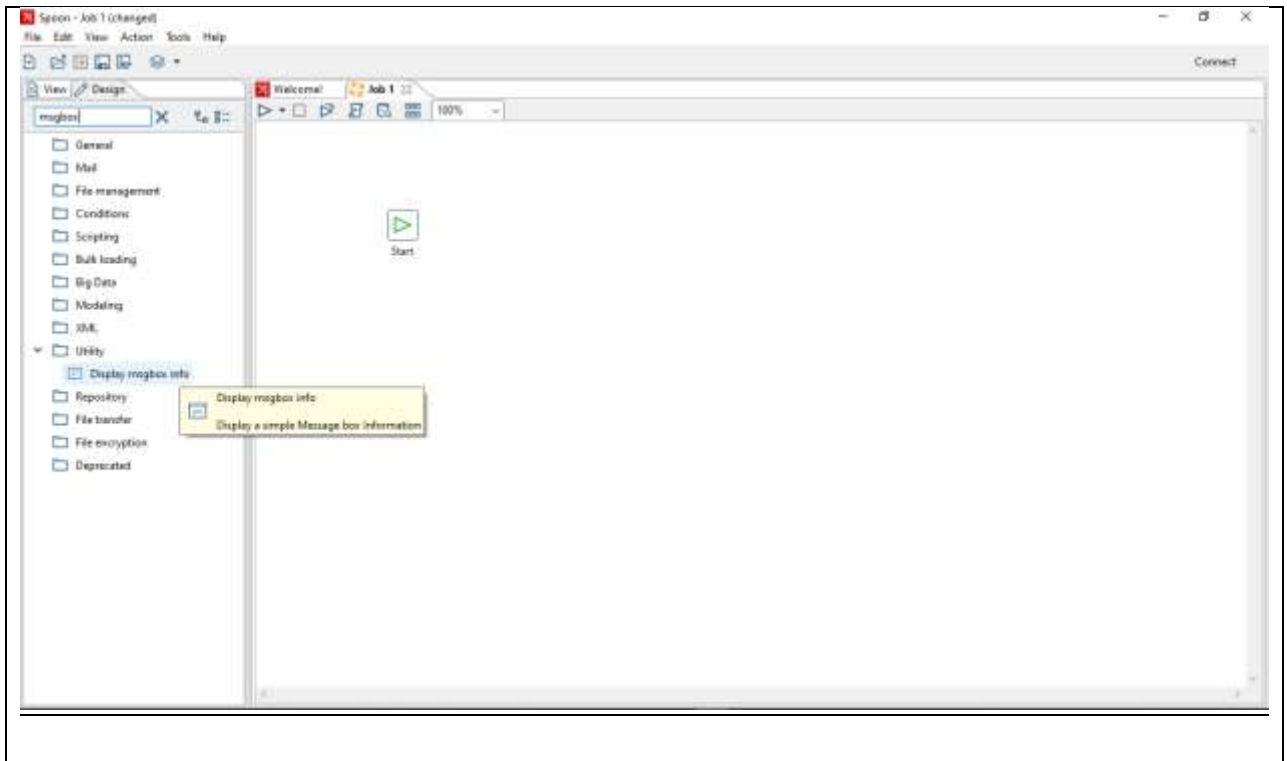 Spoon - Job 1 (changed)
File Edit View Action Tools Help
Connect
View Design
Welcome! Job 1
msgbox
100%
General
Mail
File management
Conditions
Scripting
Bulk loading
Big Data
Modeling
XML
Utility
Display msgbox info
Repository
File transfer
File encryption
Deprecated
Display msgbox info
Display a simple Message box Information
Start